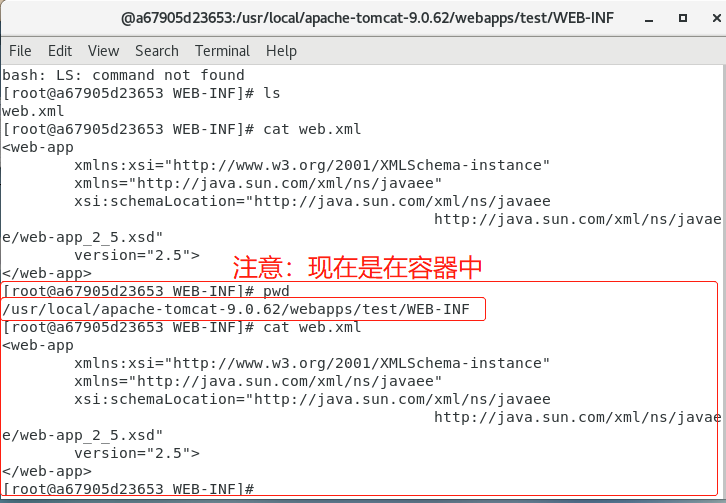 @a67905d23653:/usr/local/apache-tomcat-9.0.62/webapps/test/WEB-INF
File Edit View Search Terminal Help
bash: LS: command not found
[root@a67905d23653 WEB-INF]# ls
web.xml
[root@a67905d23653 WEB-INF]# cat web.xml
<web-app
xmlns:xsi="http://www.w3.org/2001/XMLSchema-instance"
xmlns="http://java.sun.com/xml/ns/javaee"
xsi:schemaLocation="http://java.sun.com/xml/ns/javaee
http://java.sun.com/xml/ns/javae
e/web-app_2_5.xsd"
version="2.5">
</web-app>
注意：现在是在容器中
[root@a67905d23653 WEB-INF]# pwd
/usr/local/apache-tomcat-9.0.62/webapps/test/WEB-INF
[root@a67905d23653 WEB-INF]# cat web.xml
<web-app
xmlns:xsi="http://www.w3.org/2001/XMLSchema-instance"
xmlns="http://java.sun.com/xml/ns/javaee"
xsi:schemaLocation="http://java.sun.com/xml/ns/javaee
http://java.sun.com/xml/ns/javae
e/web-app_2_5.xsd"
version="2.5">
</web-app>
[root@a67905d23653 WEB-INF]#